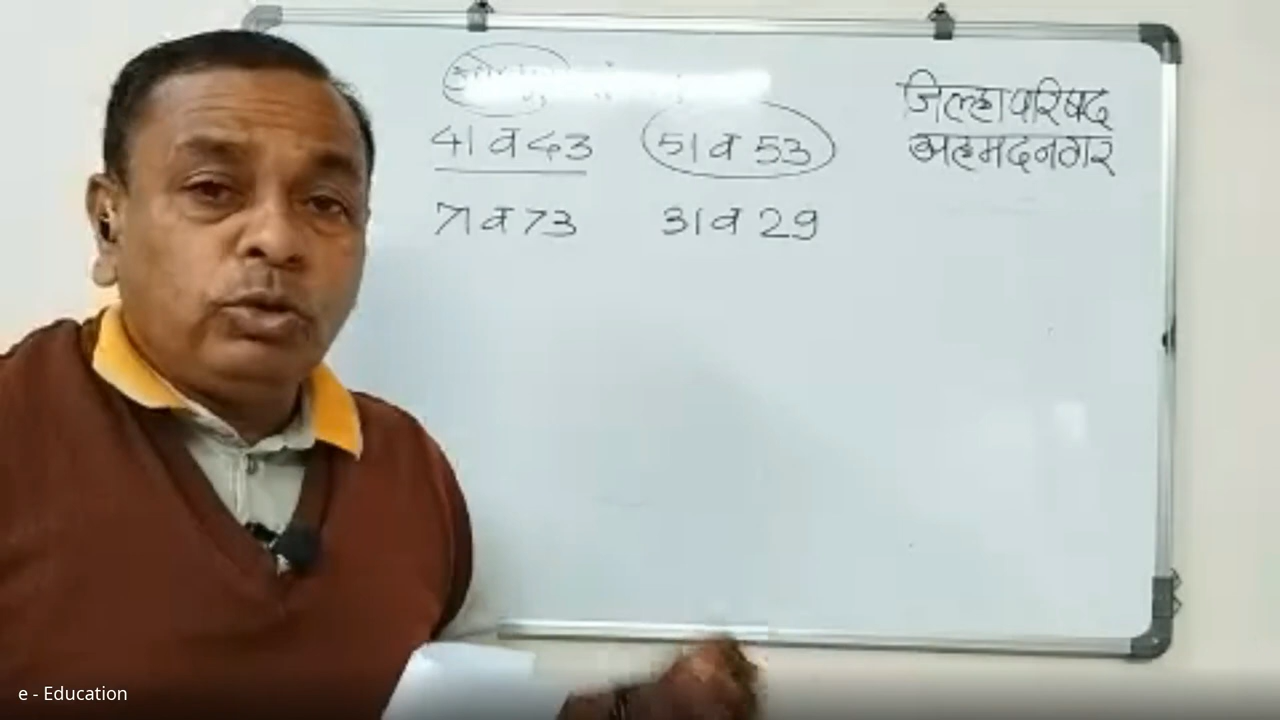 41 व 43 51 व 53
71 व 73 31 व 29
जिल्हा परिषद
अहमदनगर
e - Education